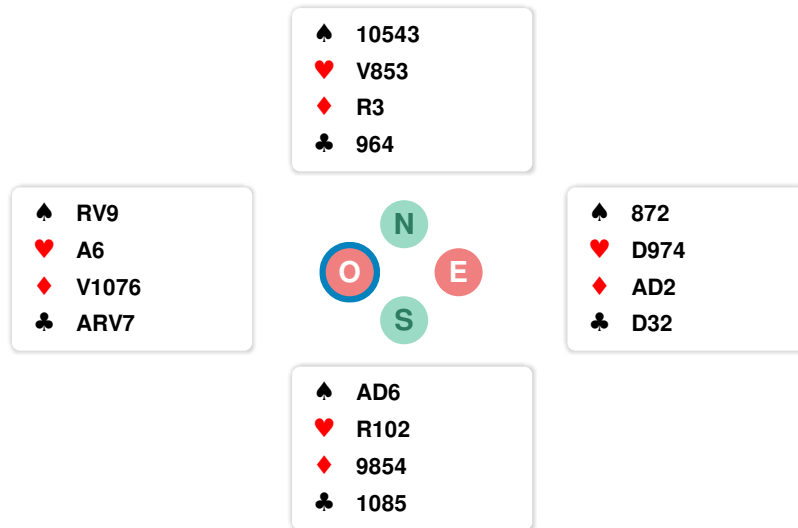 ♠ 10543
♥ V853
♦ R3
♣ 964
♠ RV9
♥ A6
♦ V1076
♣ ARV7
N
O E
S
♠ 872
♥ D974
♦ AD2
♣ D32
♠ AD6
♥ R102
♦ 9854
♣ 1085